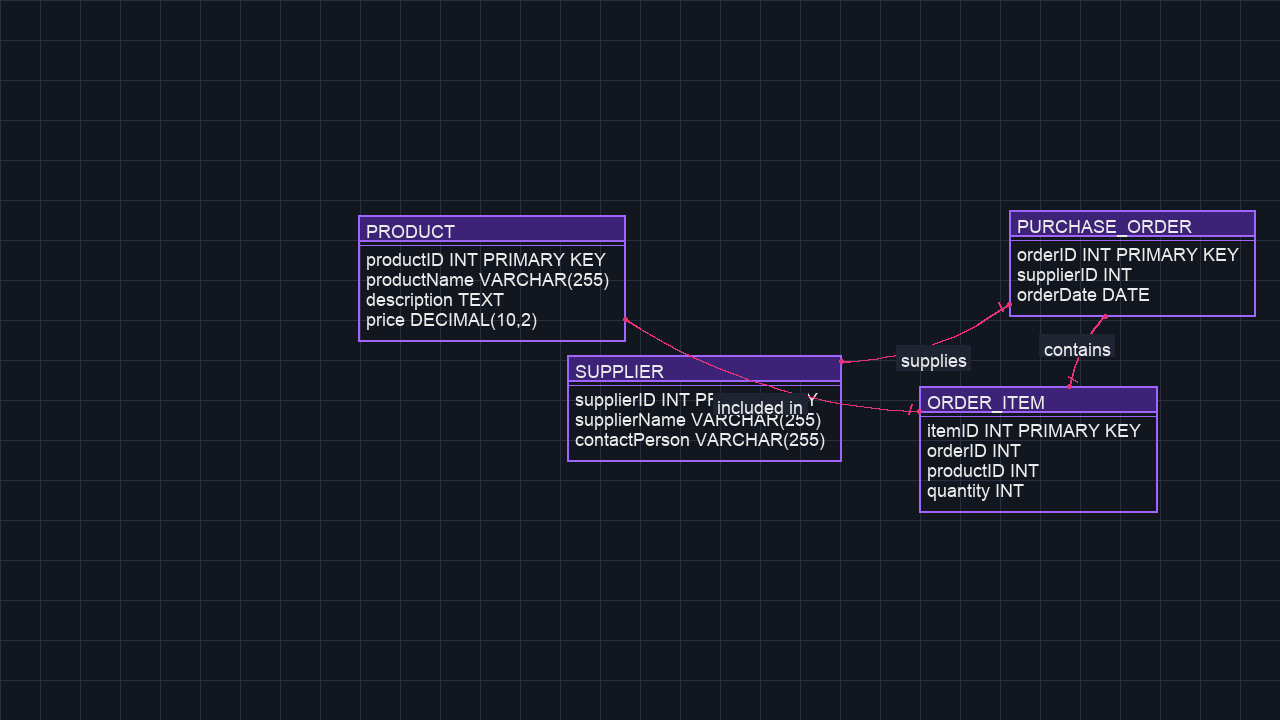 PRODUCT
productID INT PRIMARY KEY
productName VARCHAR(255)
description TEXT
price DECIMAL(10,2)
SUPPLIER
supplierID INT
supplierName VARCHAR(255)
contactPerson VARCHAR(255)
included in
supplies
PURCHASE_ORDER
orderID INT PRIMARY KEY
supplierID INT
orderDate DATE
contains
ORDER_ITEM
itemID INT PRIMARY KEY
orderID INT
productID INT
quantity INT